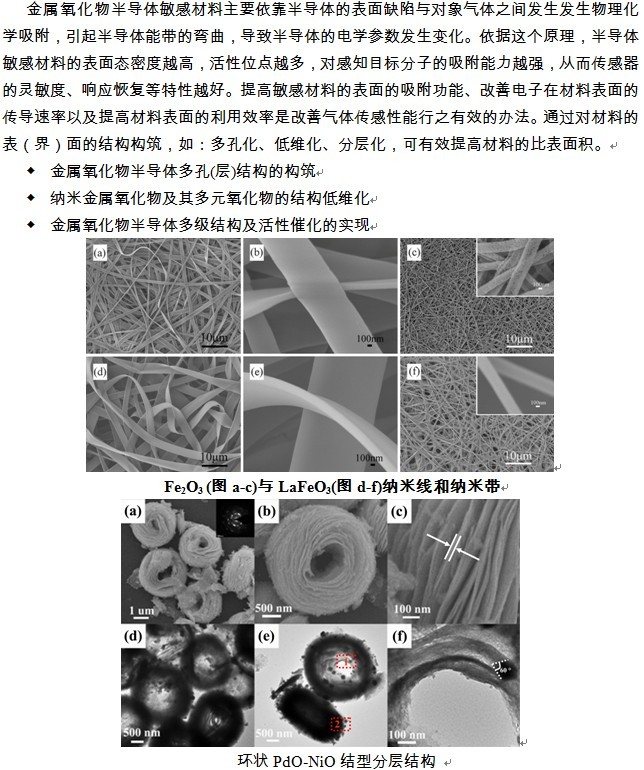 金属氧化物半导体敏感材料主要依靠半导体的表面缺陷与对象气体之间发生发生物理化
学吸附，引起半导体能带的弯曲，导致半导体的电学参数发生变化。依据这个原理，半导体
敏感材料的表面态密度越高，活性位点越多，对感知目标分子的吸附能力越强，从而传感器
的灵敏度、响应恢复等特性越好。提高敏感材料的表面的吸附功能、改善电子在材料表面的
传导速率以及提高材料表面的利用效率是改善气体传感性能行之有效的办法。通过对材料的
表（界）面的结构构筑，如：多孔化、低维化、分层化，可有效提高材料的比表面积。
◆ 金属氧化物半导体多孔(层)结构的构筑
◆ 纳米金属氧化物及其多元氧化物的结构低维化
◆ 金属氧化物半导体多级结构及活性催化的实现
(a) (b) (c)
100nm
10μm 100nm 10μm
(d) (e) (f)
100nm
10μm 100nm 10μm
Fe₂O₃ (图 a-c)与 LaFeO₃(图 d-f)纳米线和纳米带
(a) (b) (c)
1 um 500 nm 100 nm
(d) (e) (f)
1
60°
2
500 nm 500 nm 100 nm
环状 PdO-NiO 结型分层结构